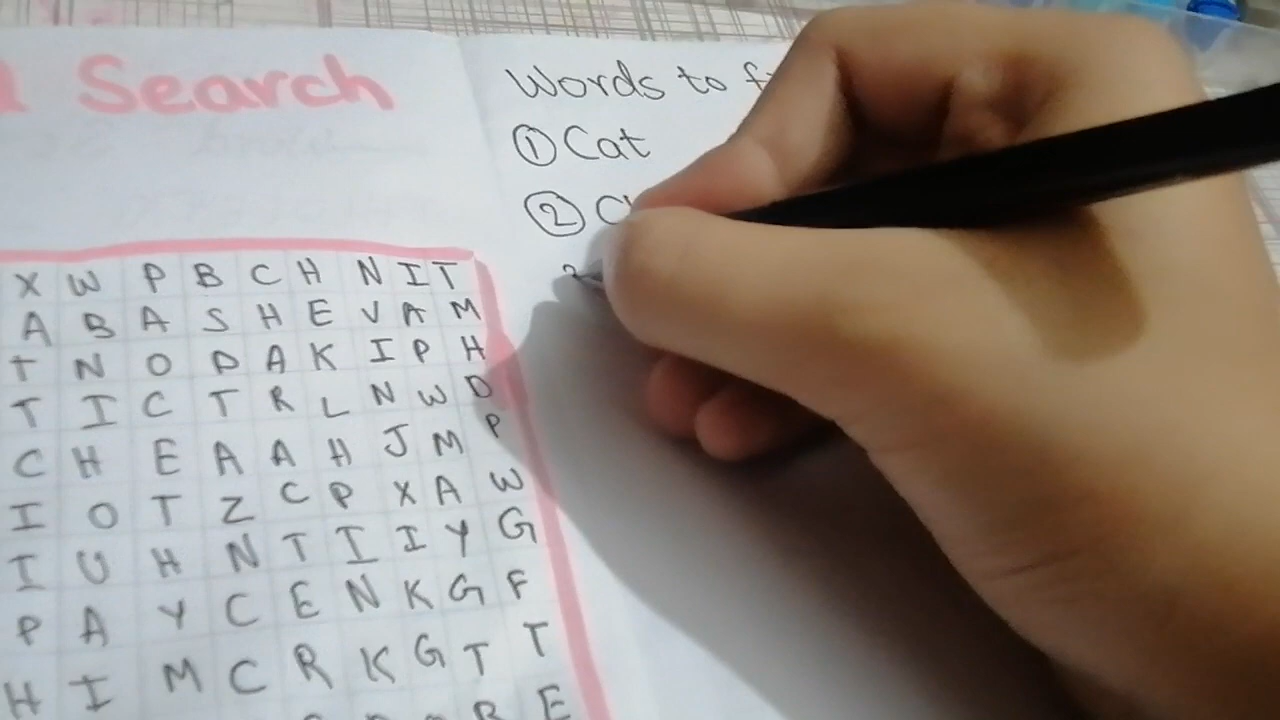 Search
Words to
① Cat
②
X W P B C H N I T
A B A S H E V A M
T N O D A K I P H
T I C T R L N W D
C H E A A H J M P
I O T Z C P X A W
I U H N T I I Y G
P A Y C E N K G F
H I M C R K G T T
R E